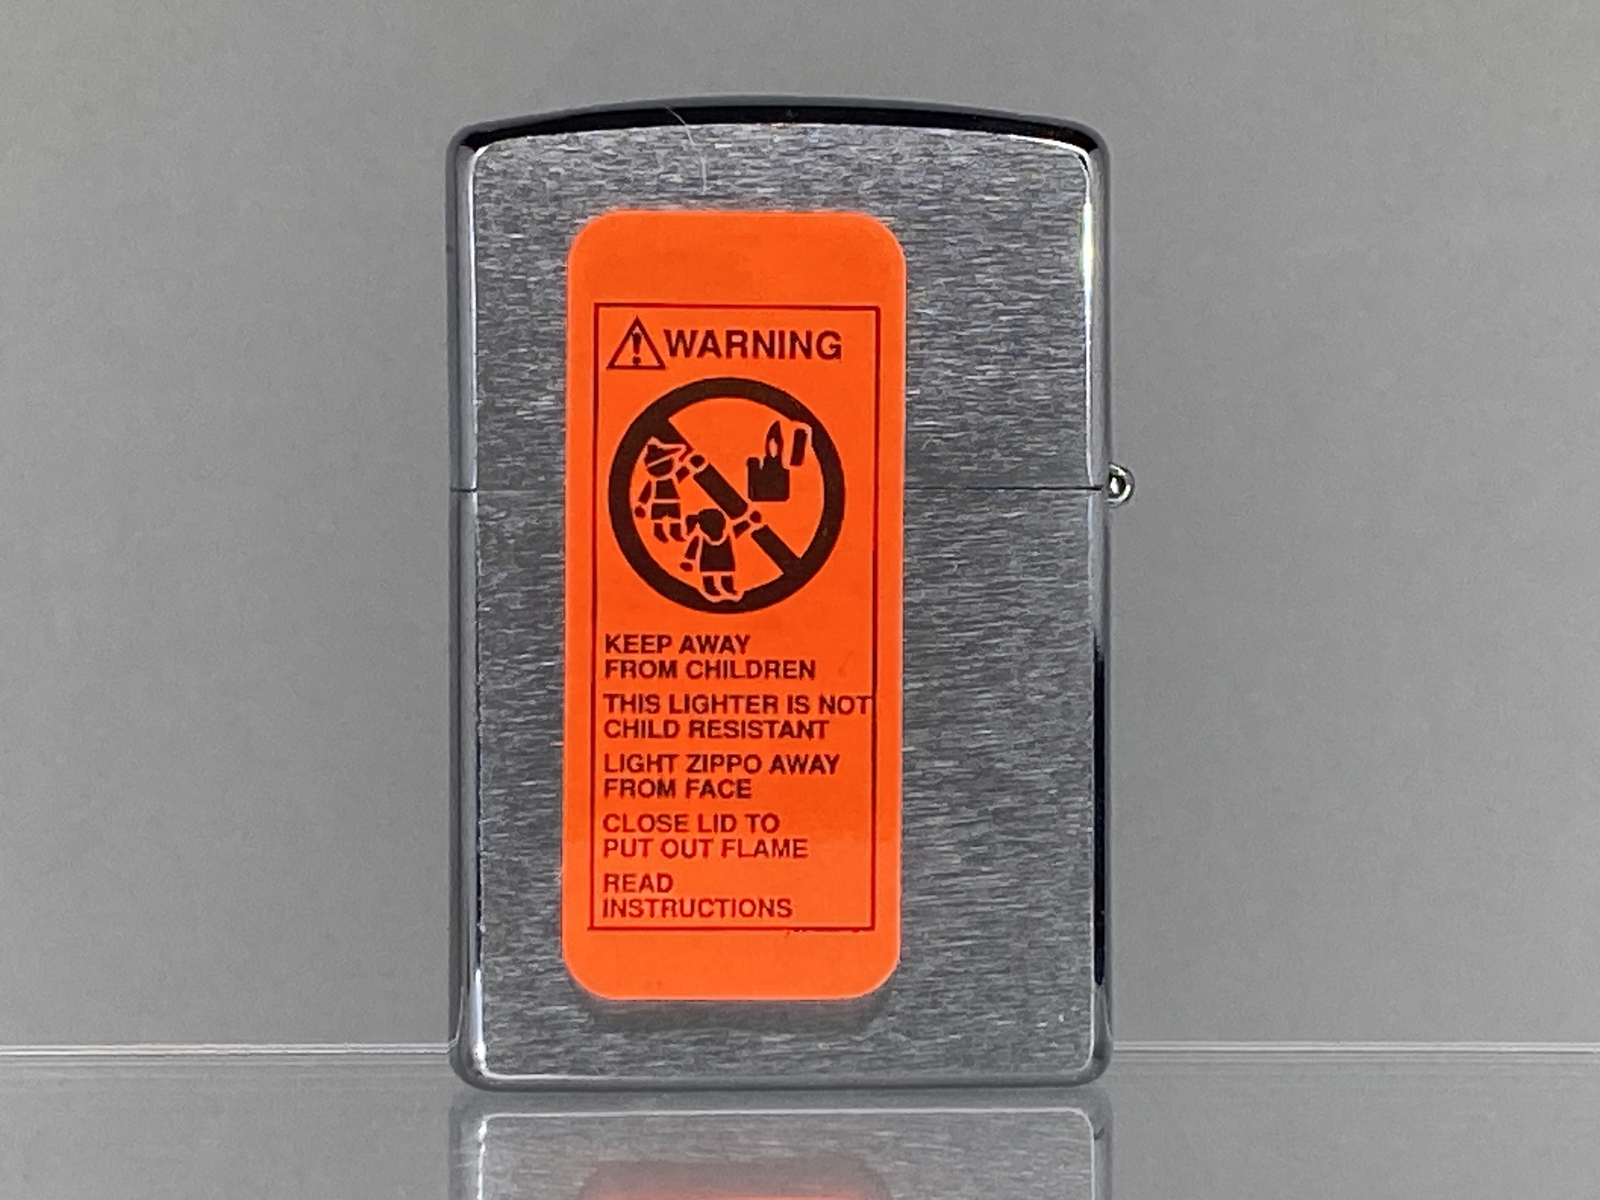 WARNING
KEEP AWAY
FROM CHILDREN
THIS LIGHTER IS NOT
CHILD RESISTANT
LIGHT ZIPPO AWAY
FROM FACE
CLOSE LID TO
PUT OUT FLAME
READ
INSTRUCTIONS